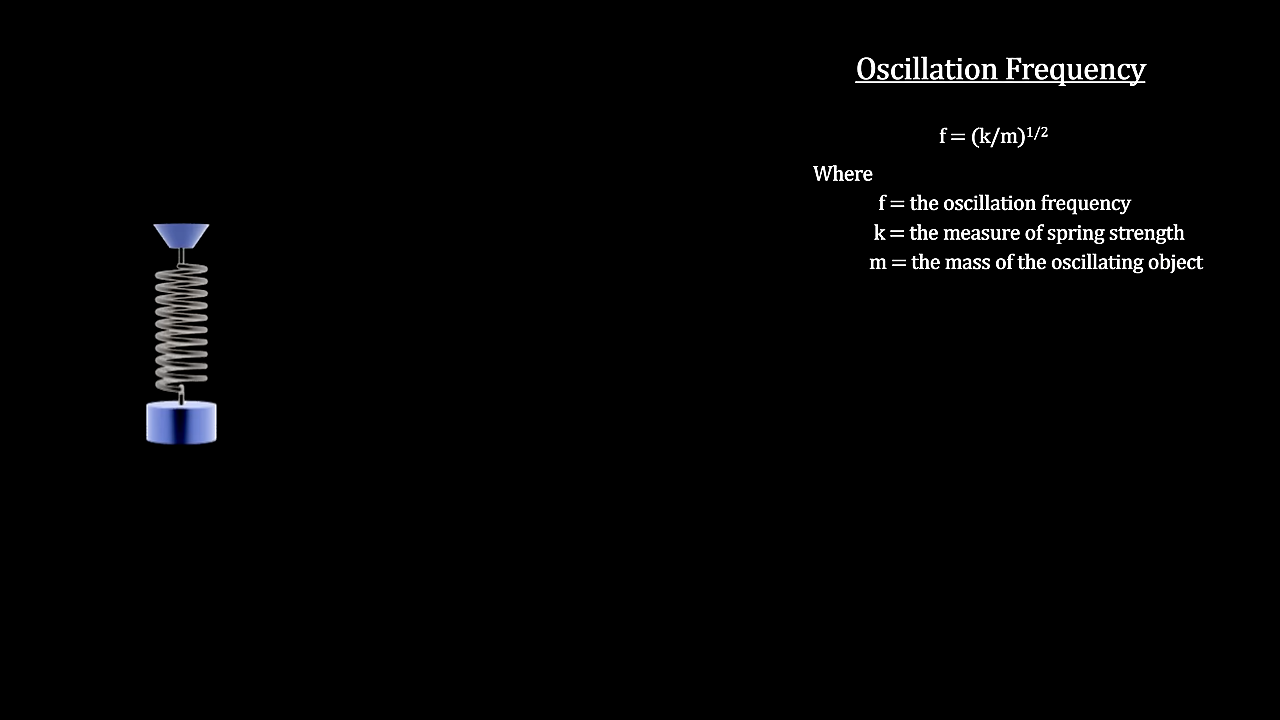 Oscillation Frequency
f = (k/m)^1/2
Where
f = the oscillation frequency
k = the measure of spring strength
m = the mass of the oscillating object